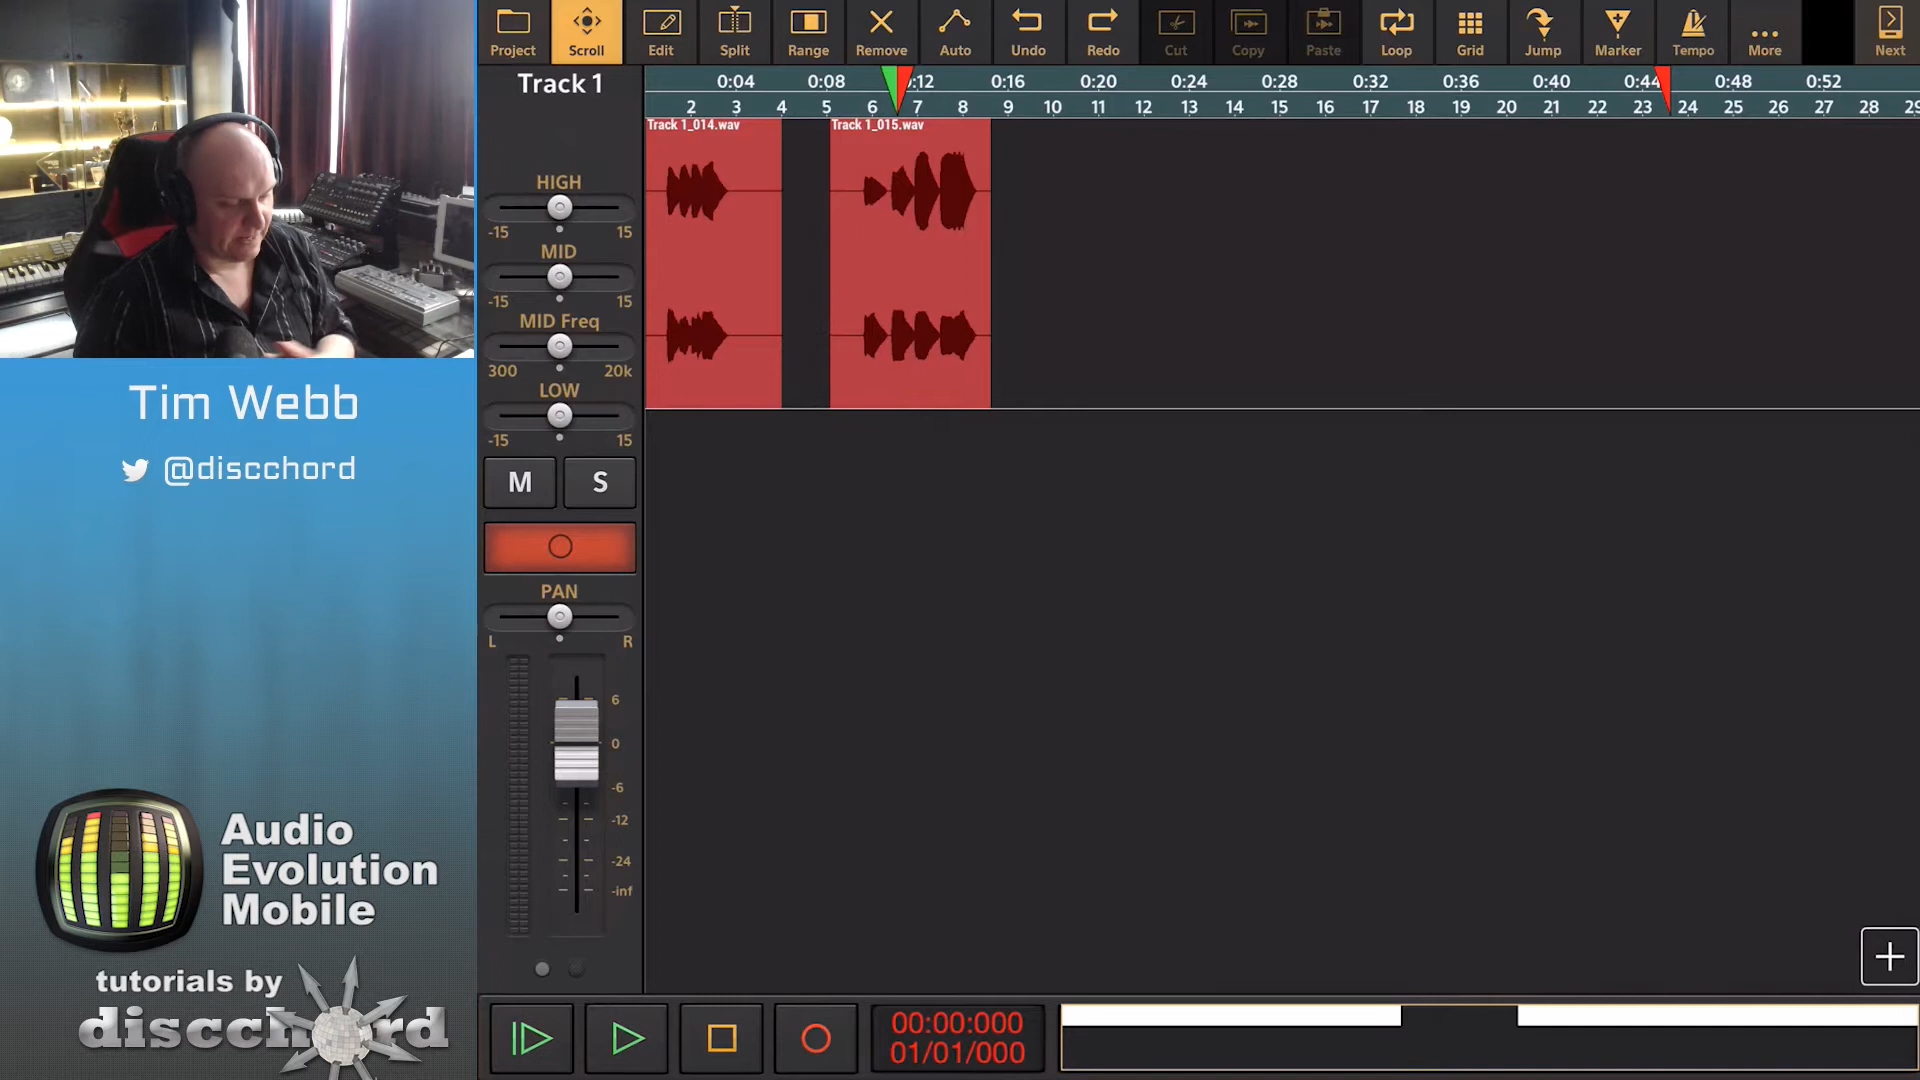 Project
Scroll
Edit
Split
Range
Remove
Auto
Undo
Redo
Cut
Copy
Paste
Loop
Grid
Jump
Marker
Tempo
More
Next
Track 1
0:04 0:08 0:12 0:16 0:20 0:24 0:28 0:32 0:36 0:40 0:44 0:48 0:52
2 3 4 5 6 7 8 9 10 11 12 13 14 15 16 17 18 19 20 21 22 23 24 25 26 27 28 29
Track 1_014.wav
Track 1_015.wav
HIGH
-15 15
MID
-15 15
MID Freq
300 20k
LOW
-15 15
M S
PAN
L R
6
0
-6
-12
-24
-inf
00:00:000
01/01/000
Tim Webb
@discchord
Audio
Evolution
Mobile
tutorials by
discchord